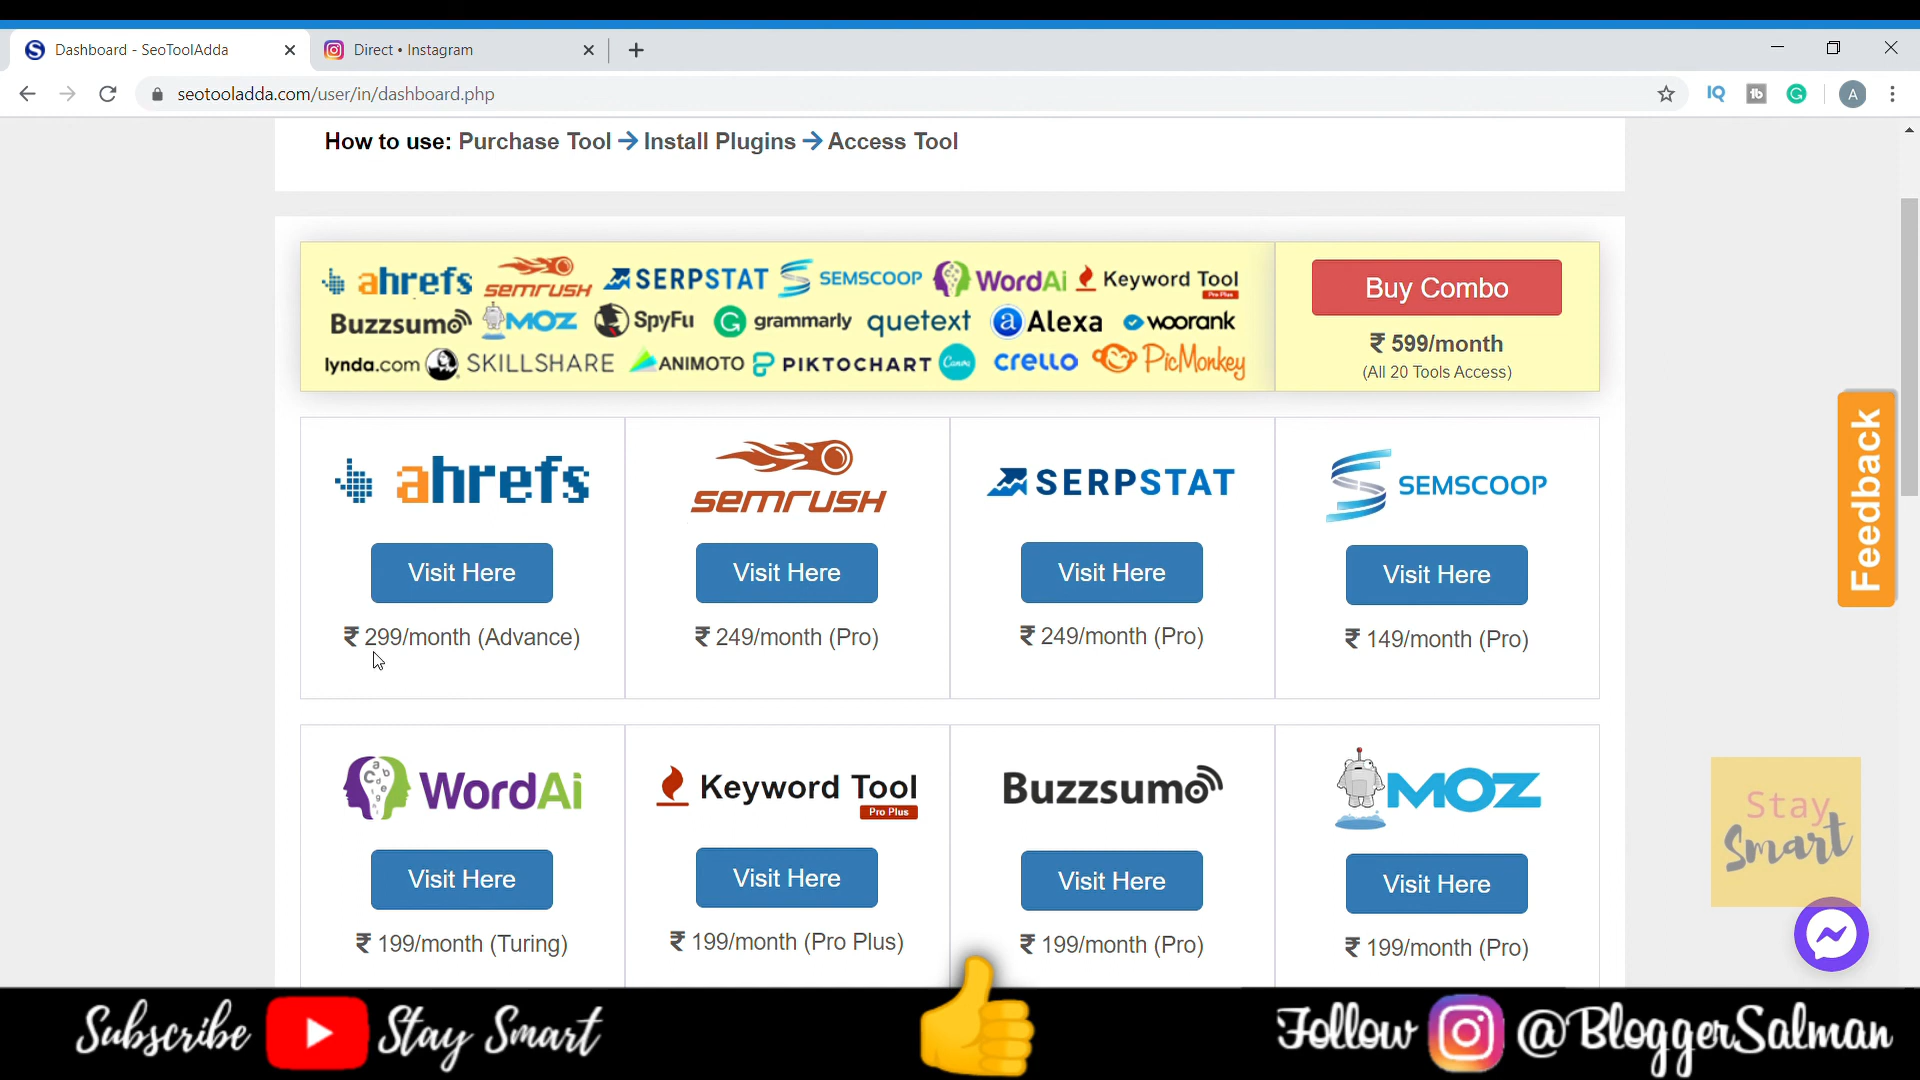 Dashboard - SeoToolAdda
Direct • Instagram
seotooladda.com/user/in/dashboard.php
IQ
tb
G
A
How to use: Purchase Tool → Install Plugins → Access Tool
ahrefs semrush SERPSTAT SEMSCOOP WordAi Keyword Tool
Pro Plus
Buzzsumo MOZ SpyFu grammarly quetext Alexa woorank
lynda.com SKILLSHARE ANIMOTO PIKTOCHART Canva crello PicMonkey
Buy Combo
₹ 599/month
(All 20 Tools Access)
ahrefs
Visit Here
₹ 299/month (Advance)
semrush
Visit Here
₹ 249/month (Pro)
SERPSTAT
Visit Here
₹ 249/month (Pro)
SEMSCOOP
Visit Here
₹ 149/month (Pro)
Feedback
WordAi
Visit Here
₹ 199/month (Turing)
Keyword Tool
Pro Plus
Visit Here
₹ 199/month (Pro Plus)
Buzzsumo
Visit Here
₹ 199/month (Pro)
MOZ
Visit Here
₹ 199/month (Pro)
Stay
Smart
Subscribe Stay Smart
Follow @BloggerSalman